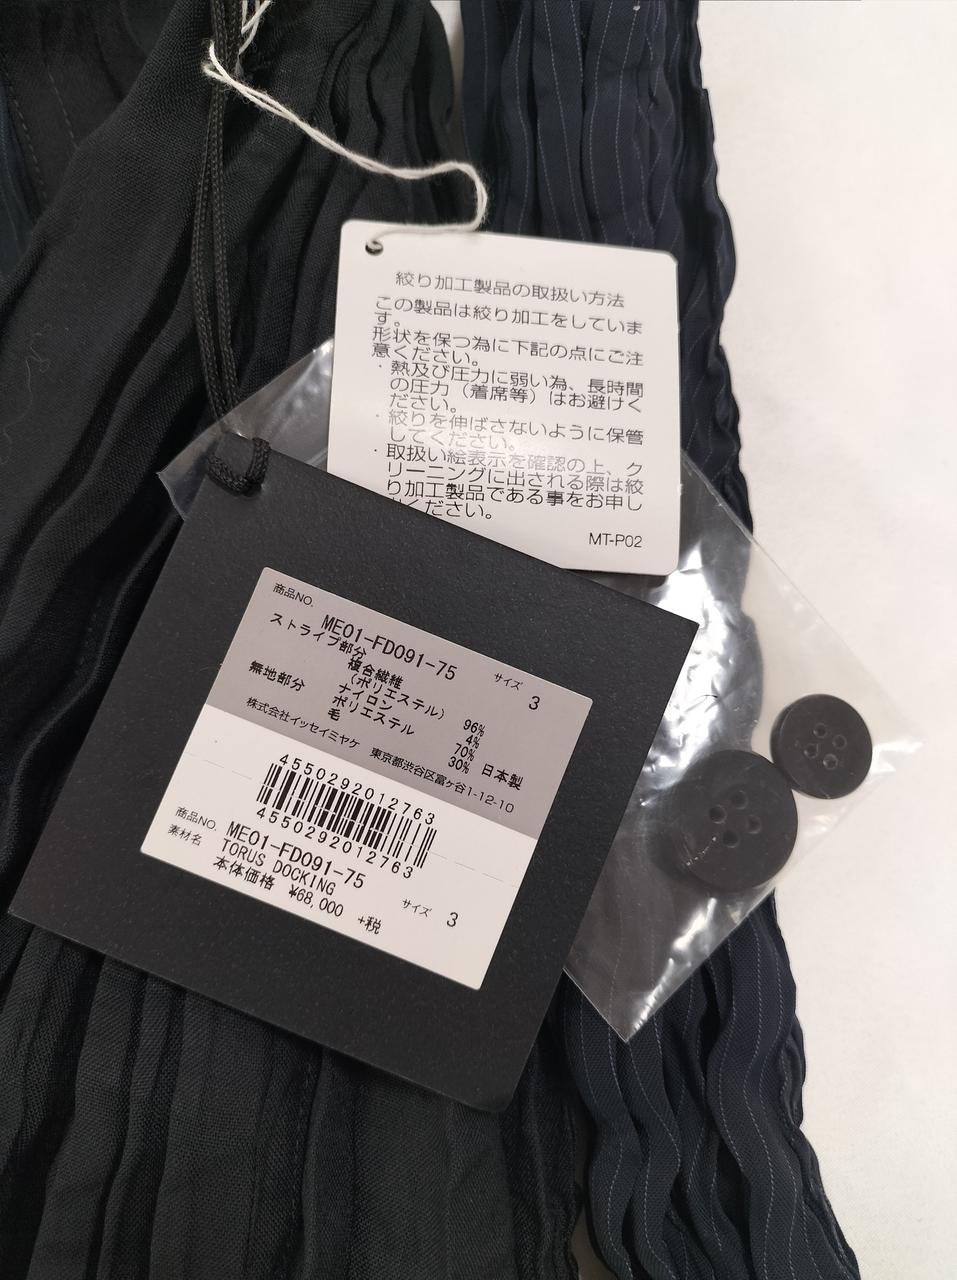 絞り加工製品の取扱い方法
この製品は絞り加工をしていま
す。
形状を保つ為に下記の点にご注
意ください。
・熱及び圧力に弱い為、長時間
の圧力（着席等）はお避けく
ださい。
・絞りを伸ばさないように保管
してください。
・取扱い絵表示を確認の上、ク
リーニングに出される際は絞
り加工製品である事をお申し
ください。
MT-P02
商品NO.
ME01-FD091-75
サイズ 3
ストライプ部分
複合繊維
（ポリエステル） 96%
ナイロン 4%
無地部分 ポリエステル 70%
毛 30%
日本製
株式会社イッセイミヤケ 東京都渋谷区富ヶ谷1-12-10
4550292012763
4550292012763
商品NO. ME01-FD091-75
サイズ 3
素材名 TORUS DOCKING
本体価格 ¥68,000 +税